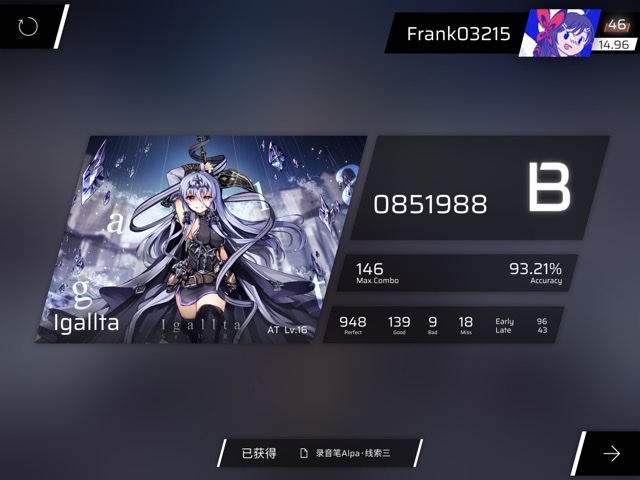 Frank03215
46
14.96
a
g
t
Igallta
Igallta
AT Lv.16
0851988
B
146
Max Combo
93.21%
Accuracy
948
Perfect
139
Good
9
Bad
18
Miss
Early 96
Late 43
已获得
录音笔Alpa·线索三